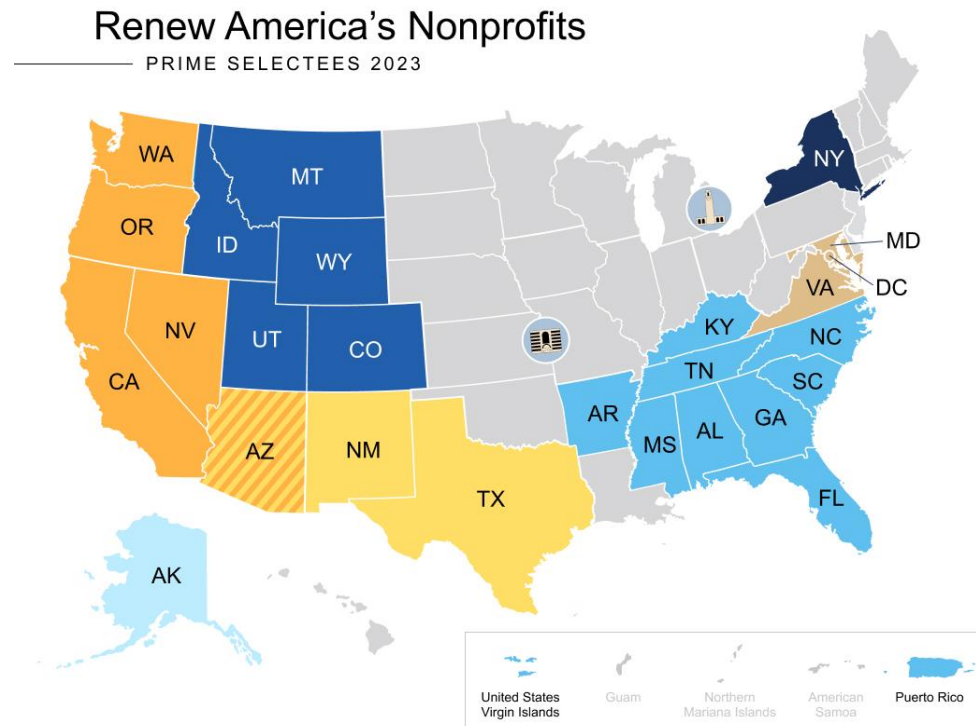 Renew America's Nonprofits
PRIME SELECTEES 2023
WA
MT
OR
ID
WY
NV
UT
CO
CA
AZ
NM
TX
NY
MD
DC
VA
KY
NC
TN
SC
AR
MS
AL
GA
FL
AK
United States
Virgin Islands
Guam
Northern
Mariana Islands
American
Samoa
Puerto Rico